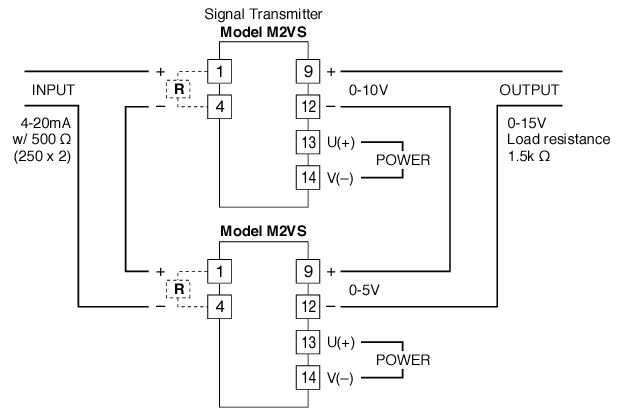 Signal Transmitter
Model M2VS
+ 1 9 +
INPUT R 0-10V OUTPUT
− 4 12 −
4-20mA
w/ 500 Ω
(250 x 2)
0-15V
Load resistance
1.5k Ω
13 U(+)
POWER
14 V(−)
Model M2VS
+ 1 9 +
R 0-5V
− 4 12 −
13 U(+)
POWER
14 V(−)